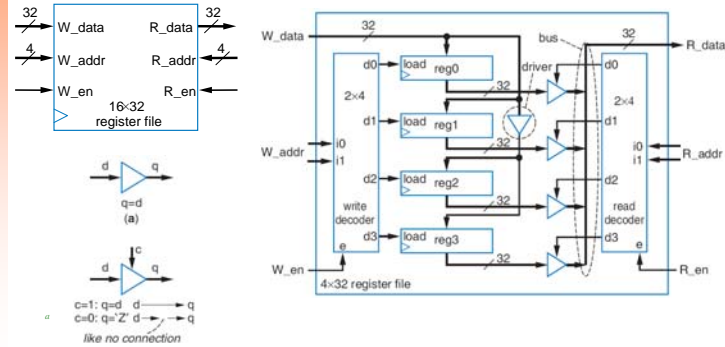 32
32
W_data R_data
4
4
W_addr R_addr
W_en R_en
16×32
register file
d q
q=d
(a)
c
d q
c=1: q=d d q
c=0: q='Z' d q
like no connection
a
32
W_data
bus
32
R_data
d0
load
reg0
driver
d0
32
2×4
2×4
d1
load
reg1
d1
32
W_addr
i0
i1
i0
i1
R_addr
d2
load
reg2
d2
32
write
decoder
read
decoder
d3
load
reg3
d3
32
e
e
W_en
R_en
4×32 register file